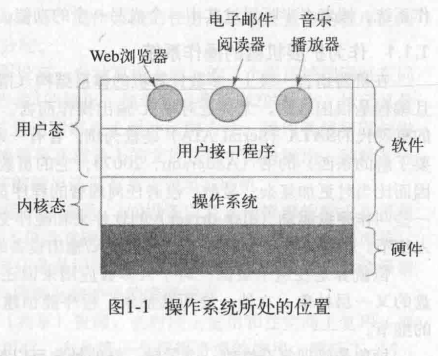 电子邮件 音乐
Web浏览器 阅读器 播放器
用户态 用户接口程序 软件
内核态 操作系统
硬件
图1-1 操作系统所处的位置